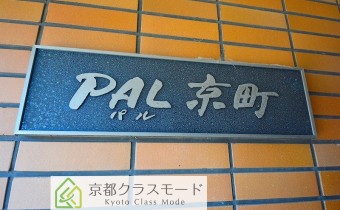 PAL 京町
パル
京都クラスモード
Kyoto Class Mode